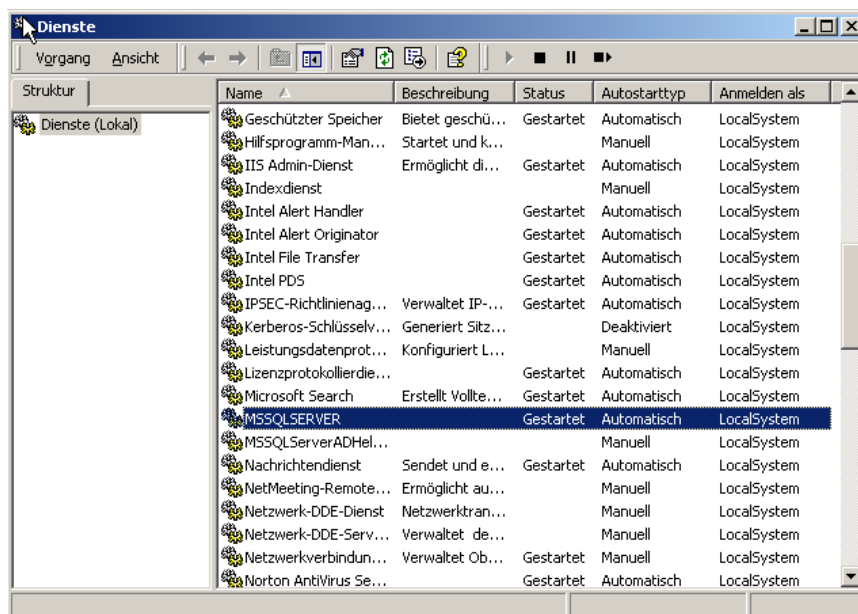 Dienste
Vorgang Ansicht
Struktur
Dienste (Lokal)
Name Beschreibung Status Autostarttyp Anmelden als
Geschützter Speicher Bietet geschü... Gestartet Automatisch LocalSystem
Hilfsprogramm-Man... Startet und k... Manuell LocalSystem
IIS Admin-Dienst Ermöglicht di... Gestartet Automatisch LocalSystem
Indexdienst Manuell LocalSystem
Intel Alert Handler Gestartet Automatisch LocalSystem
Intel Alert Originator Gestartet Automatisch LocalSystem
Intel File Transfer Gestartet Automatisch LocalSystem
Intel PDS Gestartet Automatisch LocalSystem
IPSEC-Richtlinienag... Verwaltet IP-... Gestartet Automatisch LocalSystem
Kerberos-Schlüsselv... Generiert Sitz... Deaktiviert LocalSystem
Leistungsdatenprot... Konfiguriert L... Manuell LocalSystem
Lizenzprotokollierdie... Gestartet Automatisch LocalSystem
Microsoft Search Erstellt Vollte... Gestartet Automatisch LocalSystem
MSSQLSERVER Gestartet Automatisch LocalSystem
MSSQLServerADHel... Manuell LocalSystem
Nachrichtendienst Sendet und e... Gestartet Automatisch LocalSystem
NetMeeting-Remote... Ermöglicht au... Manuell LocalSystem
Netzwerk-DDE-Dienst Netzwerktran... Manuell LocalSystem
Netzwerk-DDE-Serv... Verwaltet de... Manuell LocalSystem
Netzwerkverbindun... Verwaltet Ob... Gestartet Manuell LocalSystem
Norton AntiVirus Se... Gestartet Automatisch LocalSystem